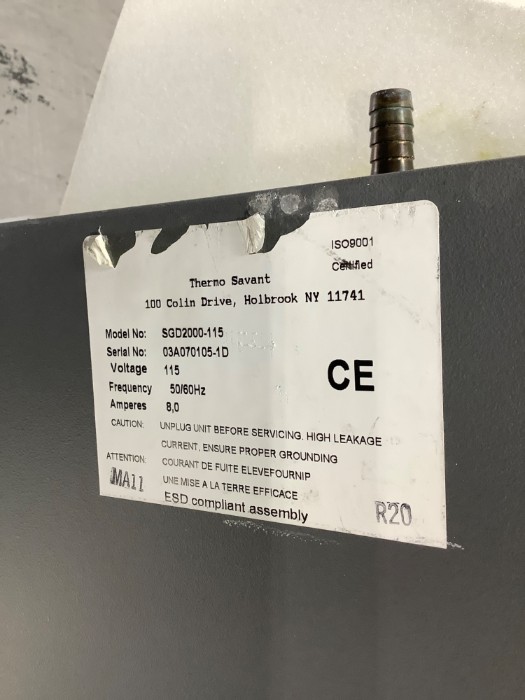 ISO9001
Certified
Therno Savant
100 Colin Drive, Holbrook NY 11741
Model No: SGD2000-115
Serial No: 03A070105-1D
Voltage 115
Frequency 50/60Hz
Amperes 8,0
CE
CAUTION: UNPLUG UNIT BEFORE SERVICING. HIGH LEAKAGE
CURRENT, ENSURE PROPER GROUNDING
ATTENTION: COURANT DE FUITE ELEVEFOURNIP
UNE MISE A LA TERRE EFFICACE
MA11
ESD compliant assembly
R20